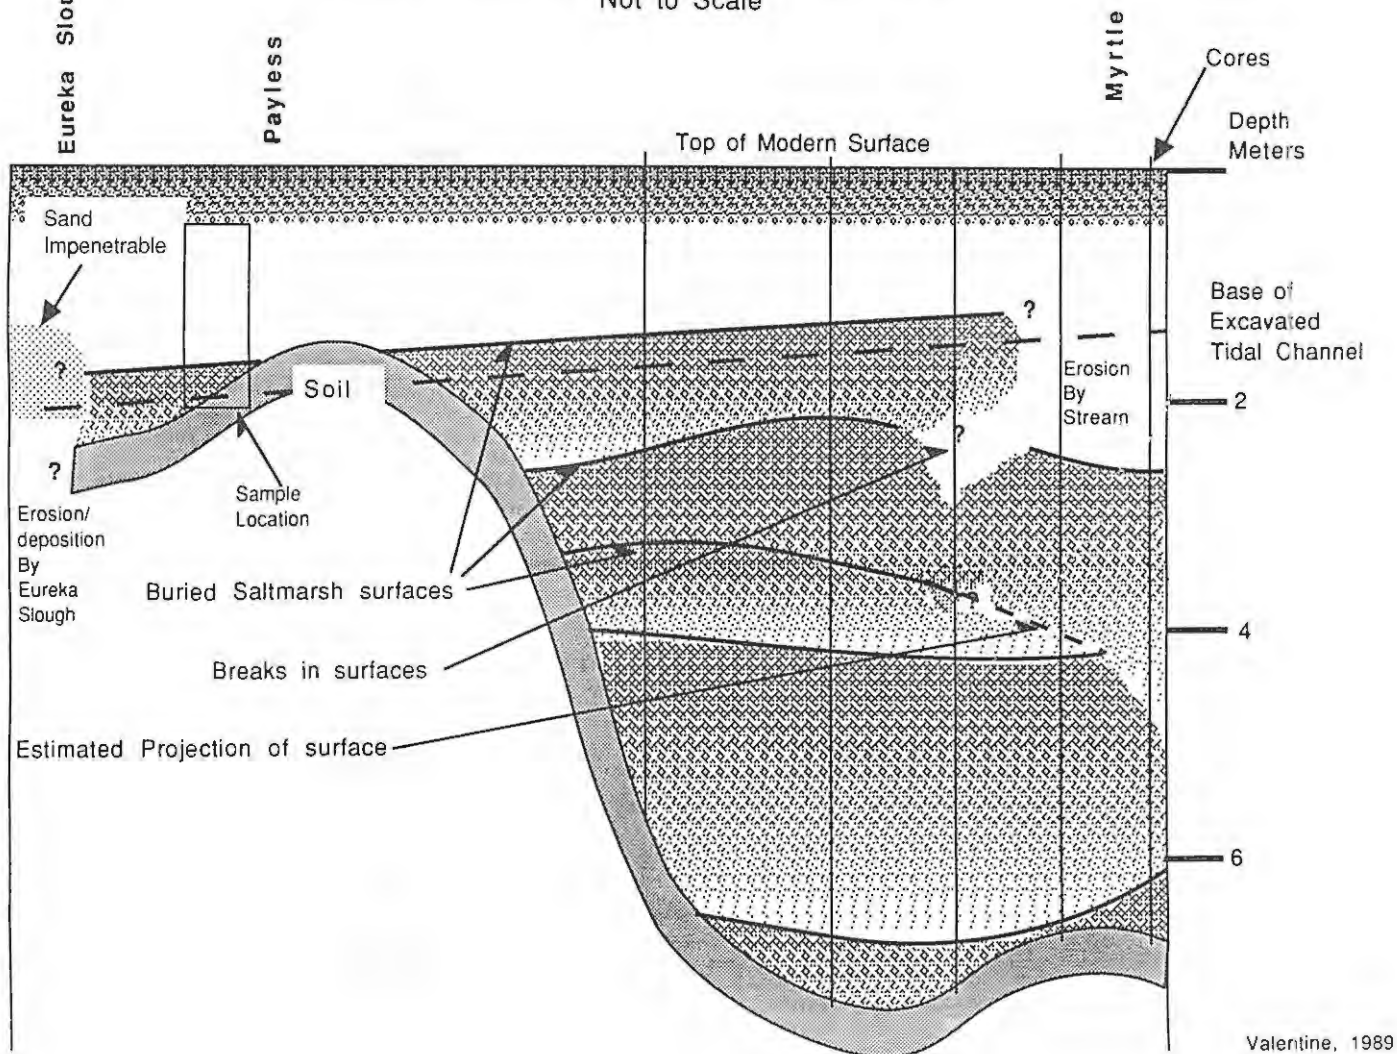 Not to Scale
Eureka
Payless
Myrtle
Cores
Depth
Meters
Top of Modern Surface
Sand
Impenetrable
?
?
Base of
Excavated
Tidal Channel
Erosion
By
Stream
2
?
Soil
?
?
Sample
Location
Erosion/
deposition
By
Eureka
Slough
Buried Saltmarsh surfaces
?
4
Breaks in surfaces
Estimated Projection of surface
6
Valentine, 1989